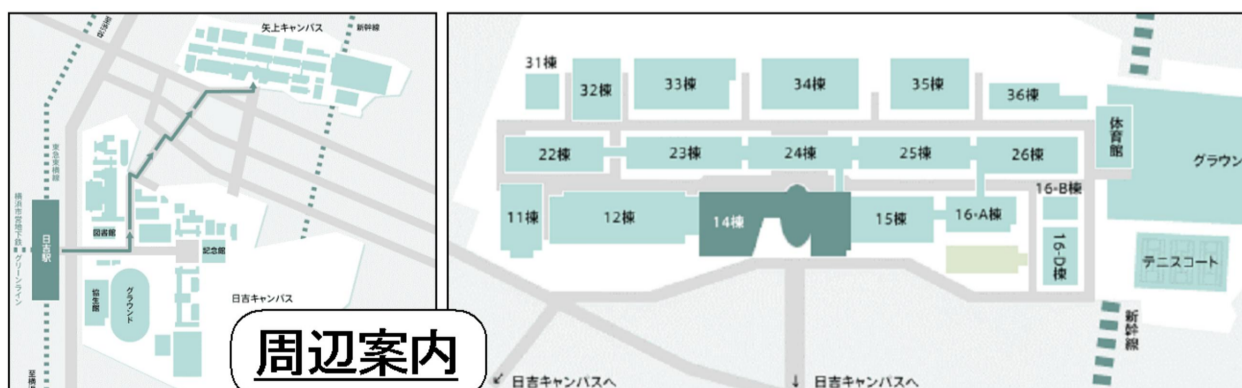 矢上キャンパス
新幹線
東急東横線
横浜市営地下鉄 グリーンライン
日吉駅
図書館
記念館
協生館
グラウンド
日吉キャンパス
周辺案内
31棟
32棟
33棟
34棟
35棟
36棟
体育館
グラウン
22棟
23棟
24棟
25棟
26棟
16-B棟
11棟
12棟
14棟
15棟
16-A棟
16-D棟
テニスコート
新幹線
↙ 日吉キャンパスへ
↓ 日吉キャンパスへ